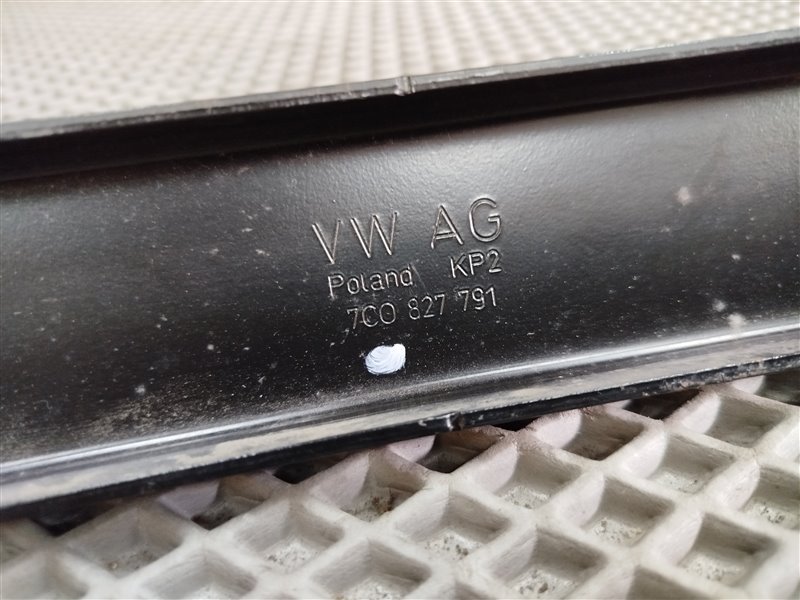 VW AG
Poland KP2
7C0 827 791